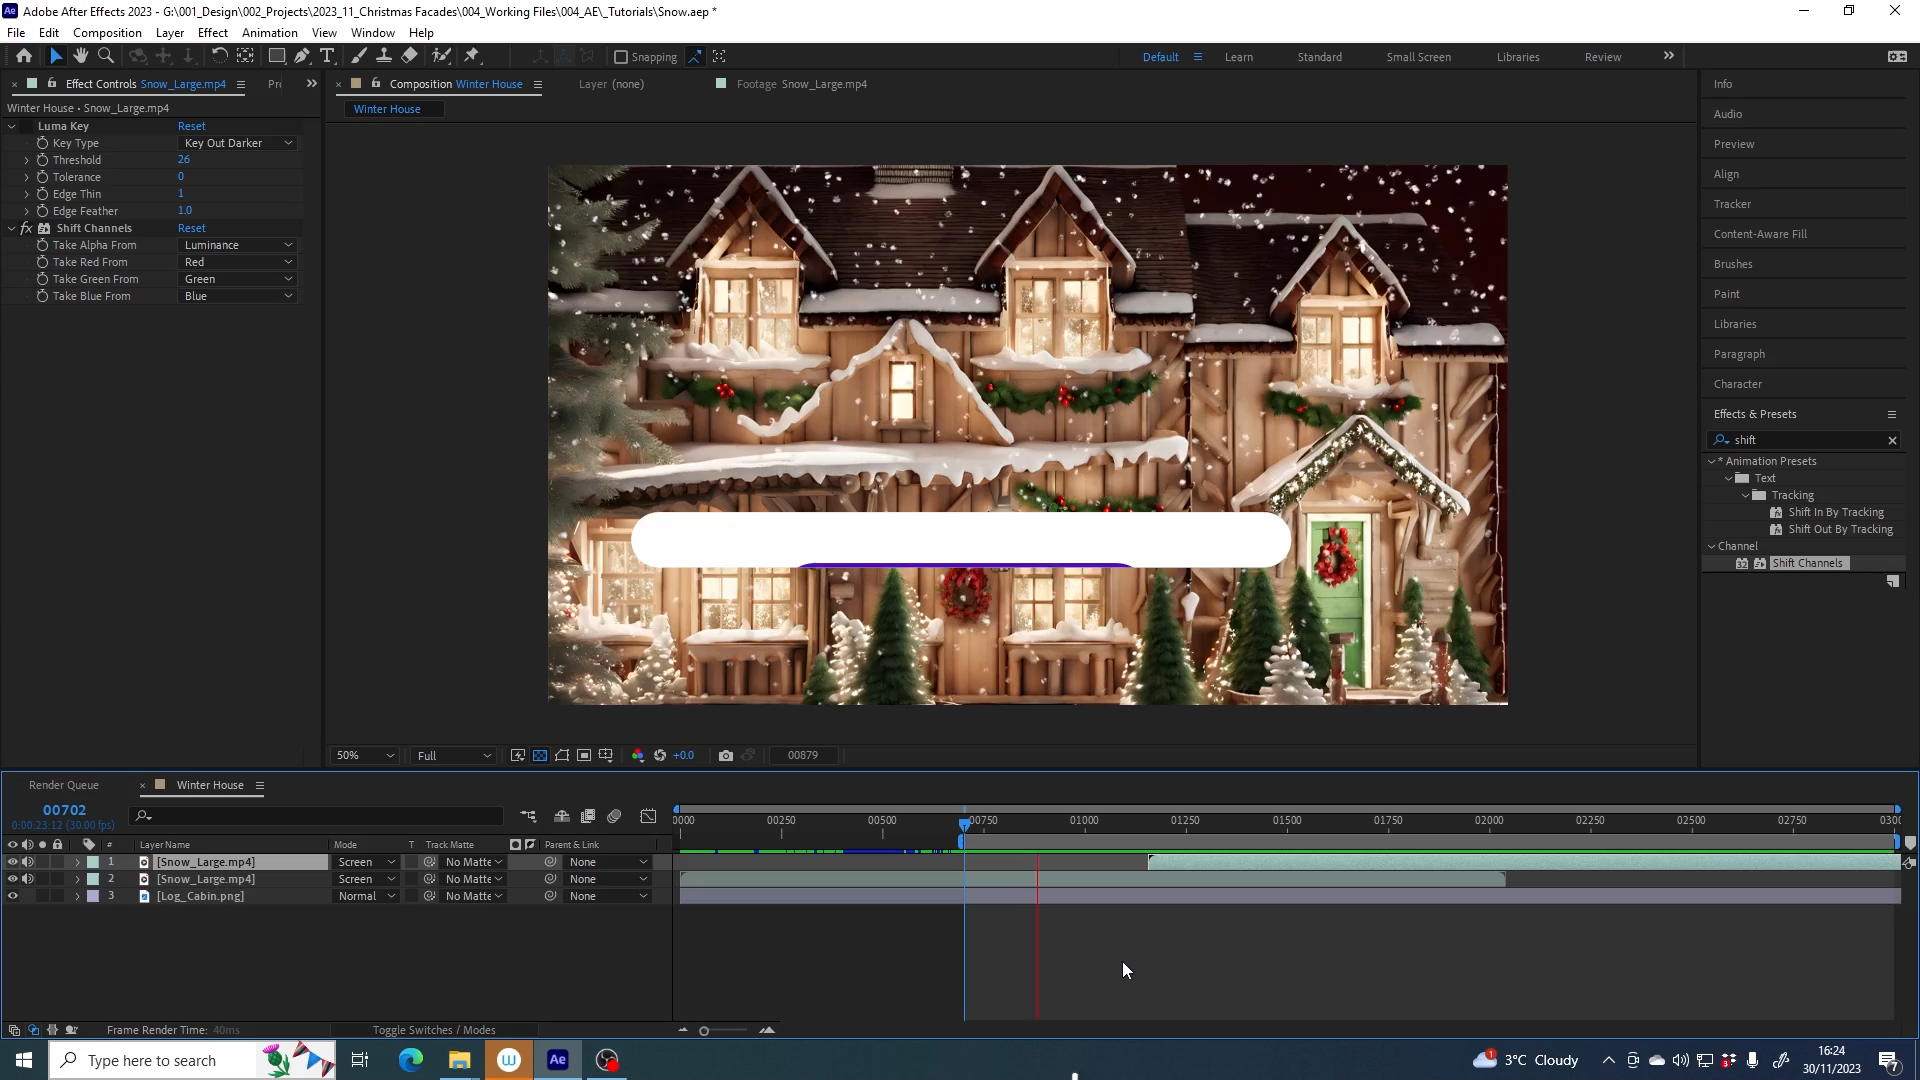 Adobe After Effects 2023 - G:\001_Design\002_Projects\2023_11_Christmas Facades\004_Working Files\004_AE\_Tutorials\Snow.aep *
File Edit Composition Layer Effect Animation View Window Help
Snapping
Default Learn Standard Small Screen Libraries Review
Effect Controls Snow_Large.mp4
Composition Winter House
Layer (none)
Footage Snow_Large.mp4
Winter House • Snow_Large.mp4
Winter House
Luma Key Reset
Key Type Key Out Darker
Threshold 26
Tolerance 0
Edge Thin 1
Edge Feather 1.0
fx Shift Channels Reset
Take Alpha From Luminance
Take Red From Red
Take Green From Green
Take Blue From Blue
Info
Audio
Preview
Align
Tracker
Content-Aware Fill
Brushes
Paint
Libraries
Paragraph
Character
Effects & Presets
shift
* Animation Presets
Text
Tracking
Shift In By Tracking
Shift Out By Tracking
Channel
32 Shift Channels
50% Full +0.0 00879
Render Queue Winter House
00702
0:00:23:12 (30.00 fps)
0000 00250 00500 00750 01000 01250 01500 01750 02000 02250 02500 02750 0300
# Layer Name Mode T Track Matte Parent & Link
1 [Snow_Large.mp4] Screen No Matte None
2 [Snow_Large.mp4] Screen No Matte None
3 [Log_Cabin.png] Normal No Matte None
Frame Render Time: 40ms Toggle Switches / Modes
Type here to search
3°C Cloudy
16:24
30/11/2023
7